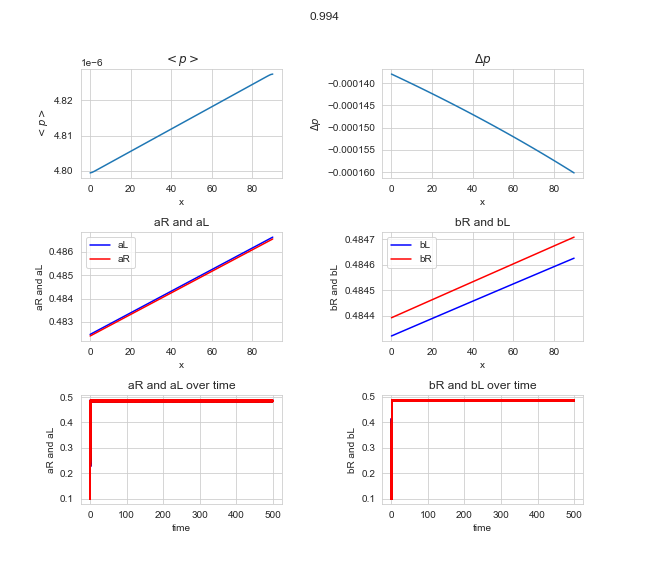 0.994
< p >
Δp
1e−6
4.82
4.81
4.80
< p >
0 20 40 60 80
x
−0.000140
−0.000145
−0.000150
−0.000155
−0.000160
Δp
0 20 40 60 80
x
aR and aL
bR and bL
aL
aR
0.486
0.485
0.484
0.483
aR and aL
0 20 40 60 80
x
bL
bR
0.4847
0.4846
0.4845
0.4844
bR and bL
0 20 40 60 80
x
aR and aL over time
bR and bL over time
0.5
0.4
0.3
0.2
0.1
aR and aL
0 100 200 300 400 500
time
0.5
0.4
0.3
0.2
0.1
bR and bL
0 100 200 300 400 500
time